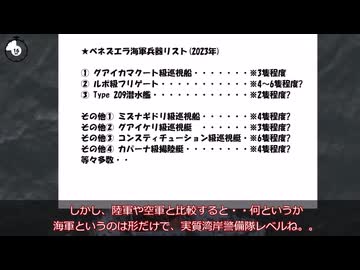 ★ベネズエラ海軍兵器リスト(2023年)
① グアイカマクート級巡視船・・・・・・・※3隻程度
② ルポ級フリゲート・・・・・・・・・・・※4～6隻程度?
③ Type 209潜水艦・・・・・・・・・・・※2隻程度?
その他① ミヌナギドリ級巡視船・・・・・・※4隻程度?
その他② グアイケリ級巡視艇　・・・・・・※3隻程度?
その他③ コンスティチューション級巡視艇・※6隻程度?
その他④ カパーナ級揚陸艇・・・・・・・・※4隻程度?
等々多数・・
しかし、陸軍や空軍と比較すると・・何というか
海軍というのは形だけで、実質湾岸警備隊レベルね。。